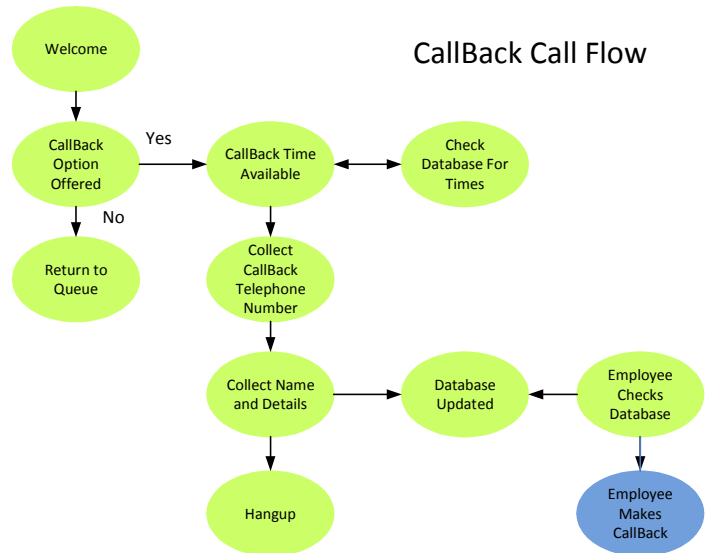 CallBack Call Flow
Welcome
CallBack
Option
Offered
Yes
CallBack Time
Available
Check
Database For
Times
No
Return to
Queue
Collect
CallBack
Telephone
Number
Collect Name
and Details
Database
Updated
Employee
Checks
Database
Hangup
Employee
Makes
CallBack